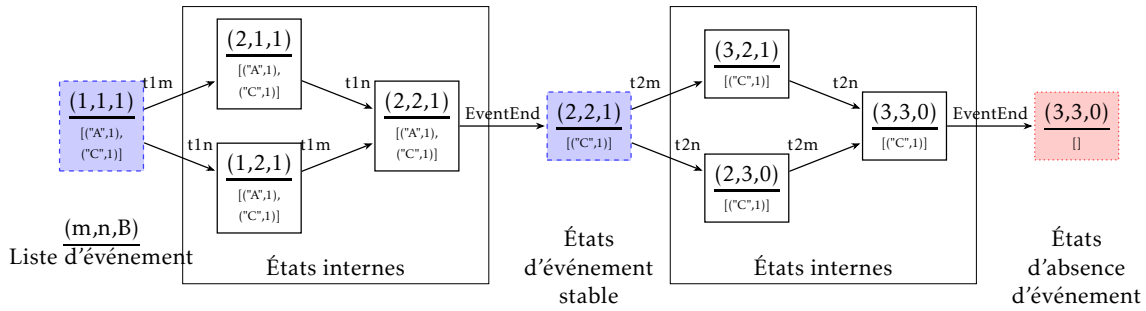 (1,1,1)
[("A",1),
("C",1)]
(m,n,B)
Liste d'événement
t1m
t1n
(2,1,1)
[("A",1),
("C",1)]
(1,2,1)
[("A",1),
("C",1)]
t1n
t1m
(2,2,1)
[("A",1),
("C",1)]
États internes
EventEnd
(2,2,1)
[("C",1)]
États
d'événement
stable
t2m
t2n
(3,2,1)
[("C",1)]
(2,3,0)
[("C",1)]
t2n
t2m
(3,3,0)
[("C",1)]
États internes
EventEnd
(3,3,0)
[]
États
d'absence
d'événement